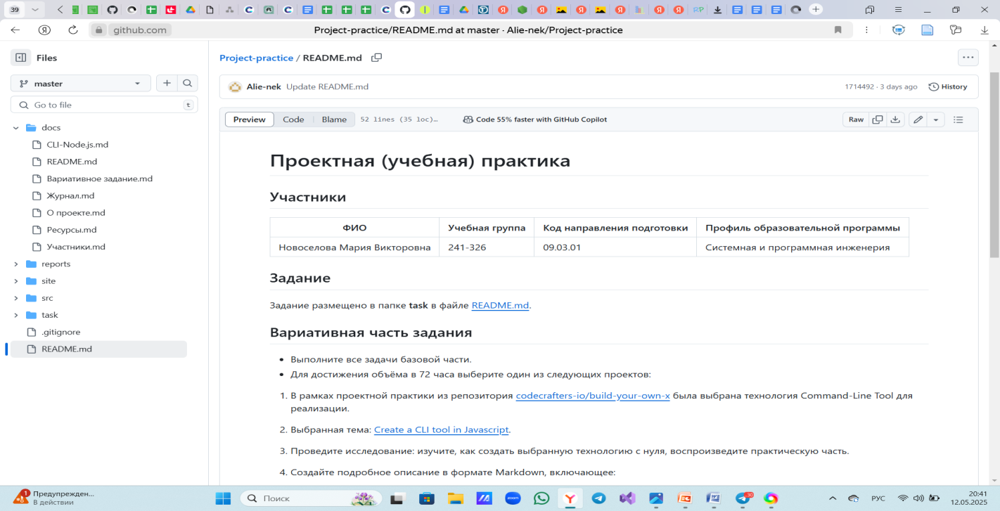 39
github.com
Project-practice/README.md at master · Alie-nek/Project-practice
Files
master
Go to file
t
docs
CLI-Node.js.md
README.md
Вариативное задание.md
Журнал.md
О проекте.md
Ресурсы.md
Участники.md
reports
site
src
task
.gitignore
README.md
Project-practice / README.md
Alie-nek Update README.md
1714492 · 3 days ago
History
Preview Code Blame 52 lines (35 loc)…
Code 55% faster with GitHub Copilot
Raw
Проектная (учебная) практика
Участники
ФИО Учебная группа Код направления подготовки Профиль образовательной программы
Новоселова Мария Викторовна 241-326 09.03.01 Системная и программная инженерия
Задание
Задание размещено в папке task в файле README.md.
Вариативная часть задания
• Выполните все задачи базовой части.
• Для достижения объёма в 72 часа выберите один из следующих проектов:
1. В рамках проектной практики из репозитория codecrafters-io/build-your-own-x была выбрана технология Command-Line Tool для
реализации.
2. Выбранная тема: Create a CLI tool in Javascript.
3. Проведите исследование: изучите, как создать выбранную технологию с нуля, воспроизведите практическую часть.
4. Создайте подробное описание в формате Markdown, включающее:
1
Предупрежден...
В действии
Поиск
zoom
30
РУС
20:41
12.05.2025